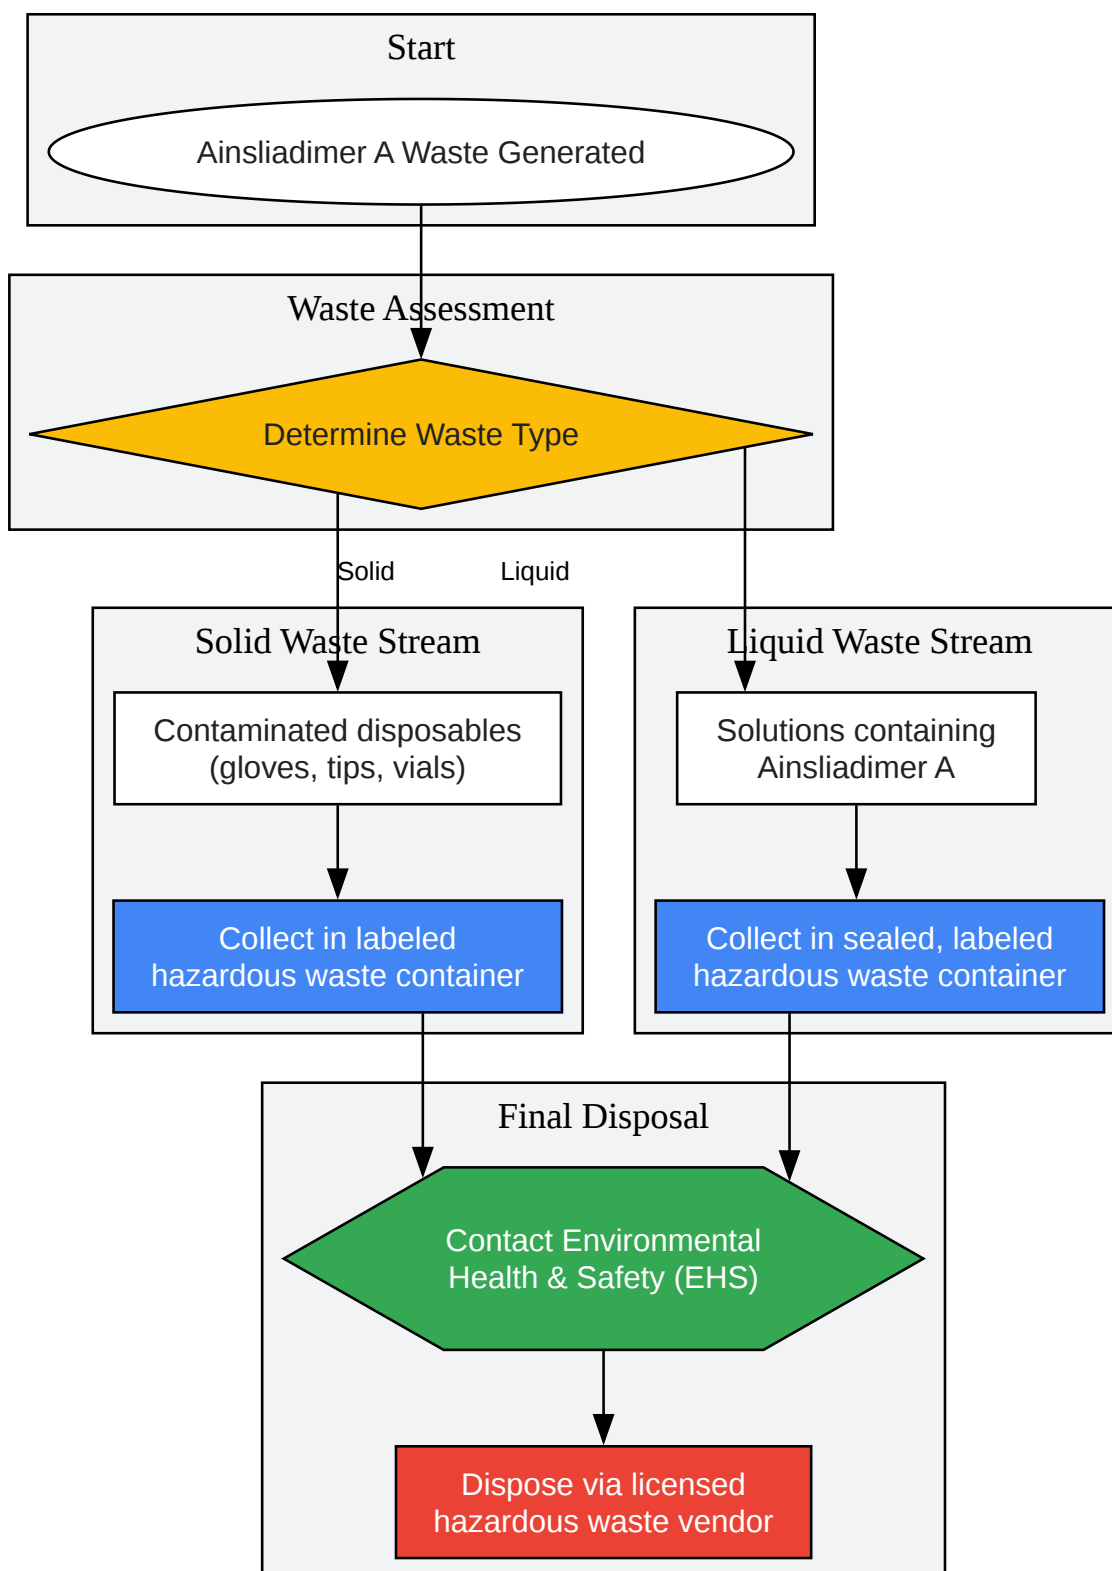 Start
Ainsliadimer A Waste Generated
Waste Assessment
Determine Waste Type
Solid
Liquid
Solid Waste Stream
Contaminated disposables
(gloves, tips, vials)
Collect in labeled
hazardous waste container
Liquid Waste Stream
Solutions containing
Ainsliadimer A
Collect in sealed, labeled
hazardous waste container
Final Disposal
Contact Environmental
Health & Safety (EHS)
Dispose via licensed
hazardous waste vendor